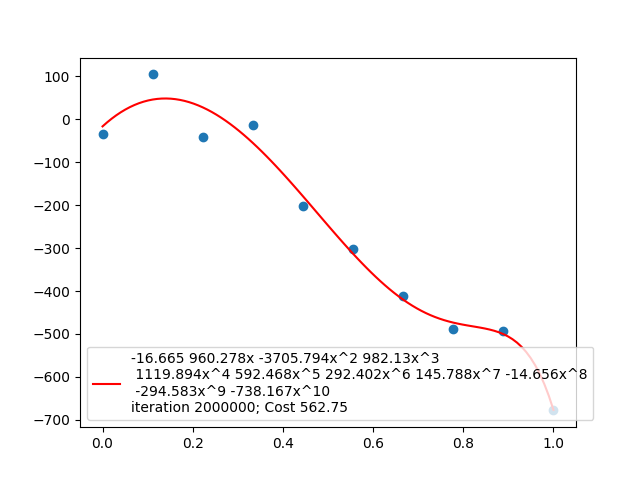 100
0
−100
−200
−300
−400
−500
−600
−700
-16.665 960.278x -3705.794x^2 982.13x^3
1119.894x^4 592.468x^5 292.402x^6 145.788x^7 -14.656x^8
-294.583x^9 -738.167x^10
iteration 2000000; Cost 562.75
0.0 0.2 0.4 0.6 0.8 1.0